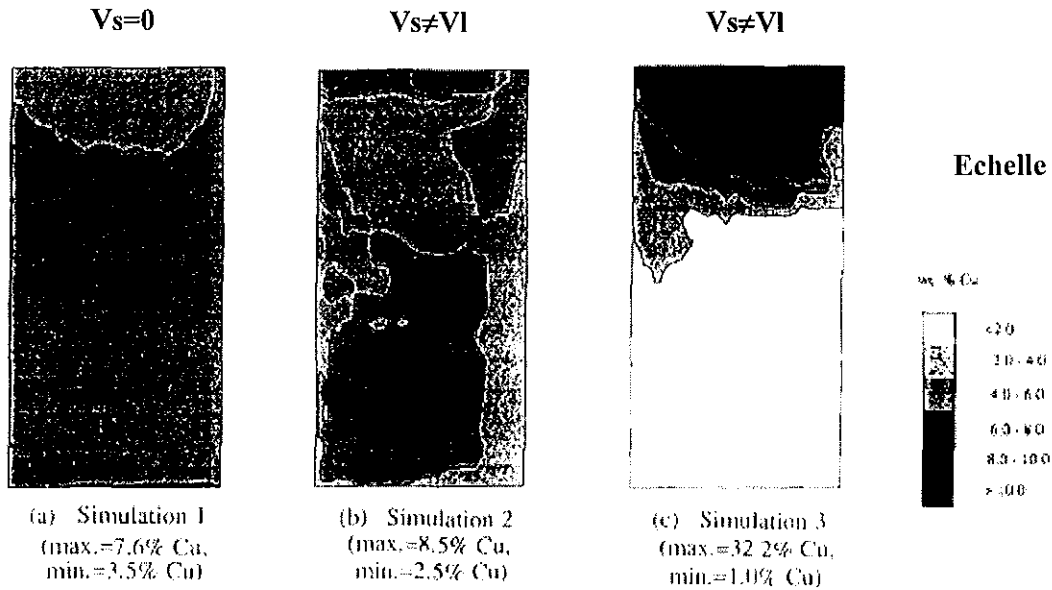 Vs=0
Vs≠Vl
Vs≠Vl
Echelle
% Cu
(a) Simulation 1
(max.=7.6% Cu,
min.=3.5% Cu)
(b) Simulation 2
(max.=8.5% Cu,
min.=2.5% Cu)
(c) Simulation 3
(max.=32.2% Cu,
min.=1.0% Cu)